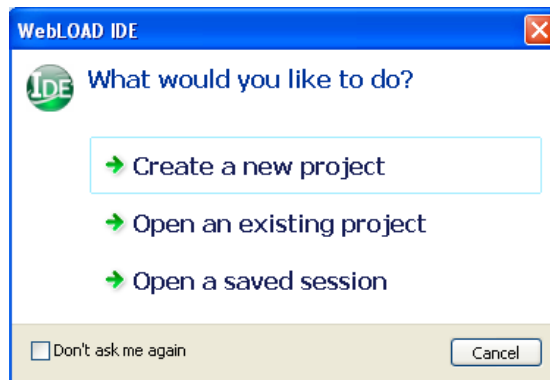 WebLOAD IDE
IDE
What would you like to do?
Create a new project
Open an existing project
Open a saved session
Don't ask me again
Cancel